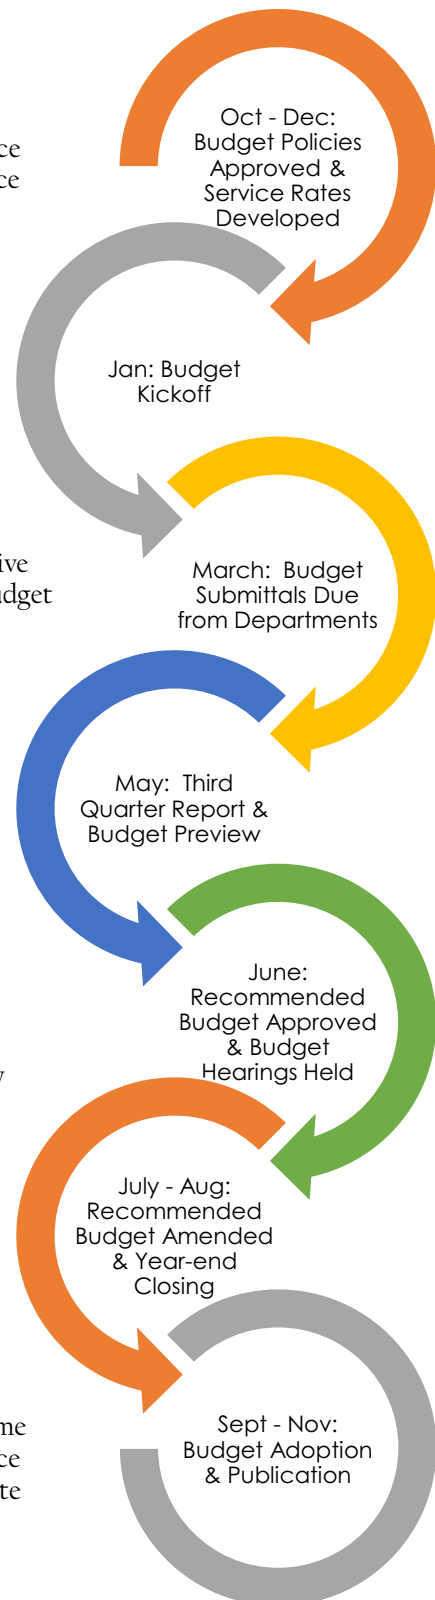 Oct - Dec:
Budget Policies
Approved &
Service Rates
Developed
Jan: Budget
Kickoff
March: Budget
Submittals Due
from Departments
udget
May: Third
Quarter Report &
Budget Preview
June:
Recommended
Budget Approved
& Budget
Hearings Held
July - Aug:
Recommended
Budget Amended
& Year-end
Closing
Sept - Nov:
Budget Adoption
& Publication